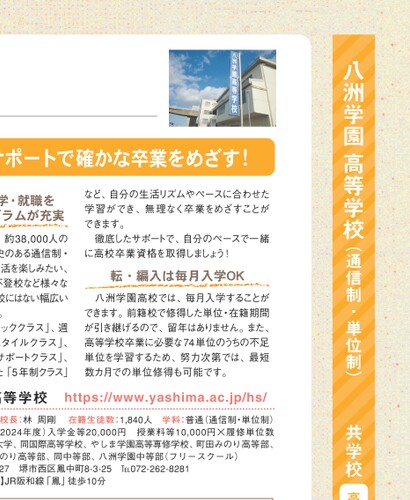 八洲学園高等学校
八洲学園 高等学校(通信制・単位制)
共学校
高
サポートで確かな卒業をめざす!
学・就職を
グラムが充実
約38,000人の
史のある通信制・
活を楽しみたい、
不登校など様々な
校にはない幅広い
す。
ッククラス」、週
タイルクラス」、
サポートクラス」、
た「5年制クラス」
など、自分の生活リズムやペースに合わせた
学習ができ、無理なく卒業をめざすことが
できます。
徹底したサポートで、自分のペースで一緒
に高校卒業資格を取得しましょう!
転・編入は毎月入学OK
八洲学園高校では、毎月入学することが
できます。前籍校で修得した単位・在籍期間
が引き継げるので、留年はありません。また、
高等学校卒業に必要な74単位のうちの不足
単位を学習するため、努力次第では、最短
数カ月での単位修得も可能です。
高等学校 https://www.yashima.ac.jp/hs/
校長:林 周剛 在籍生徒数:1,840人 学科:普通(通信制・単位制)
(2024年度)入学金等20,000円 授業料等10,000円×履修単位数
大学、同国際高等学校、やしま学園高等専修学校、町田みのり高等部、
のり高等部、同中等部、八洲学園中等部(フリースクール)
27 堺市西区鳳中町8-3-25 TEL072-262-8281
】JR阪和線「鳳」徒歩10分